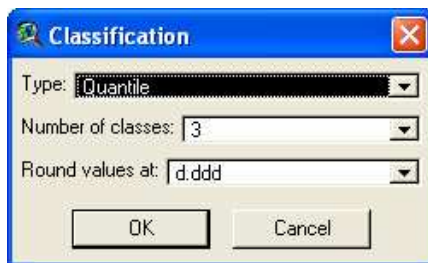 Classification
Type: Quantile
Number of classes: 3
Round values at: d.ddd
OK Cancel